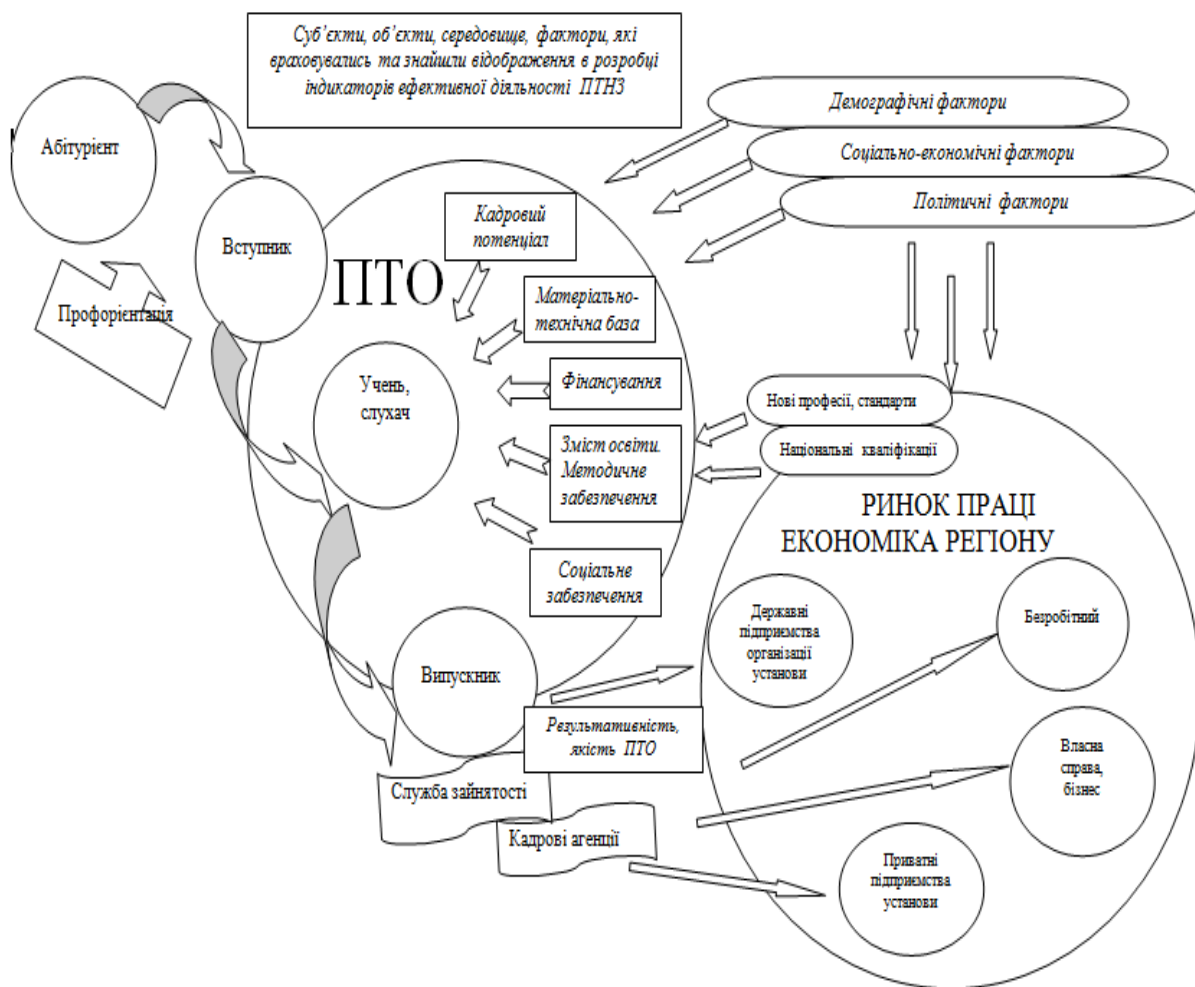 Суб’єкти, об’єкти, середовище, фактори, які
враховувались та знайшли відображення в розробці
індикаторів ефективної діяльності ПТНЗ
Демографічні фактори
Соціально-економічні фактори
Політичні фактори
Абітурієнт
Вступник
Профорієнтація
ПТО
Кадровий
потенціал
Матеріально-
технічна база
Фінансування
Зміст освіти.
Методичне
забезпечення
Соціальне
забезпечення
Учень,
слухач
Нові професії, стандарти
Національні кваліфікації
РИНОК ПРАЦІ
ЕКОНОМІКА РЕГІОНУ
Державні
підприємства
організації
установи
Безробітний
Випускник
Результативність,
якість ПТО
Власна
справа,
бізнес
Служба зайнятості
Кадрові агенції
Приватні
підприємства
установи